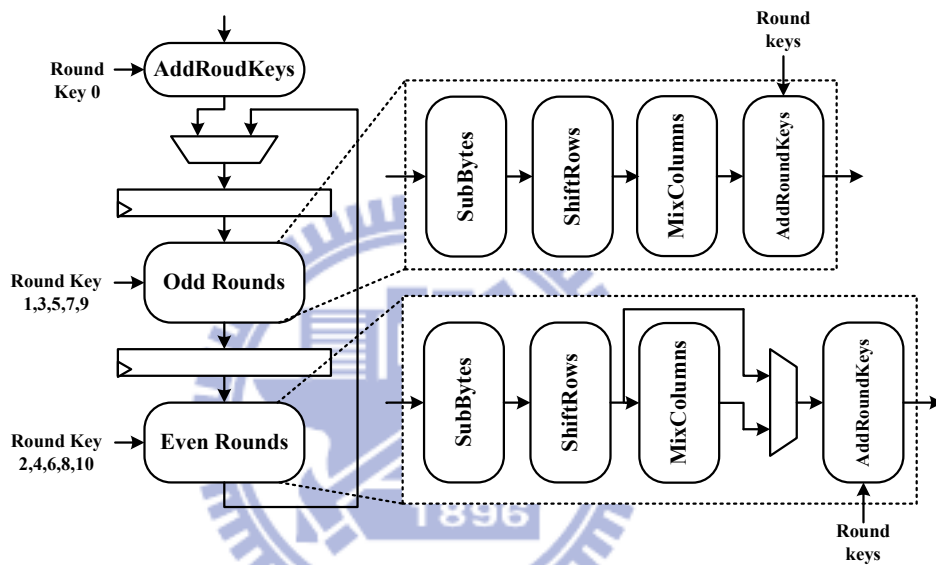 AddRoudKeys
Round
Key 0
Odd Rounds
Round Key
1,3,5,7,9
Even Rounds
Round Key
2,4,6,8,10
Round
keys
SubBytes
ShiftRows
MixColumns
AddRoundKeys
SubBytes
ShiftRows
MixColumns
AddRoundKeys
Round
keys
1896